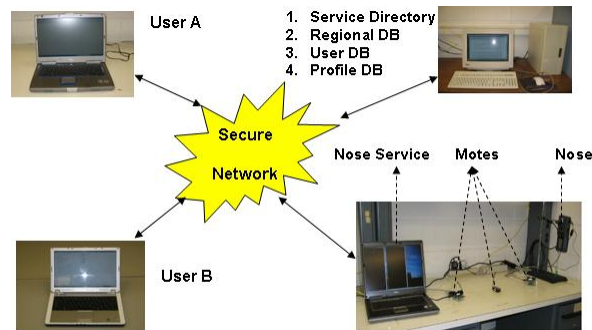 User A
1. Service Directory
2. Regional DB
3. User DB
4. Profile DB
Secure
Network
Nose Service Motes Nose
User B